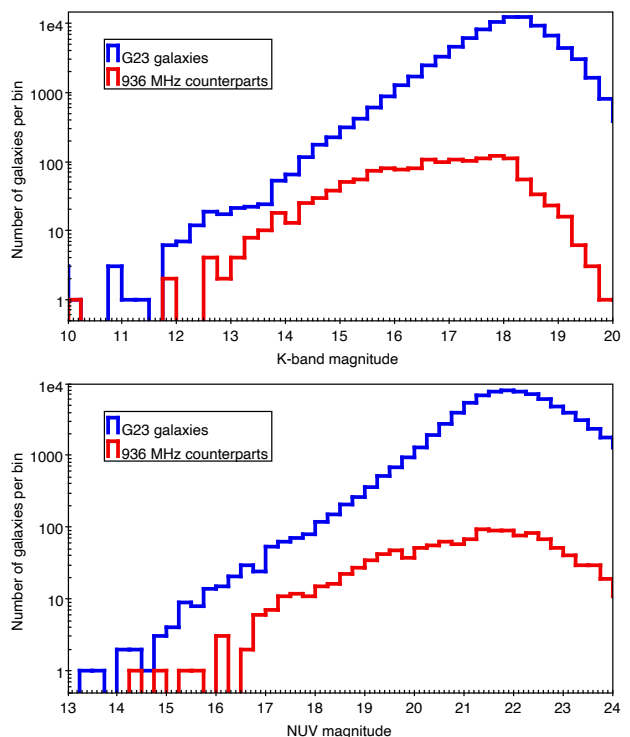 1e4
1000
100
10
1
Number of galaxies per bin
G23 galaxies
936 MHz counterparts
10 11 12 13 14 15 16 17 18 19 20
K-band magnitude
1e4
1000
100
10
1
Number of galaxies per bin
G23 galaxies
936 MHz counterparts
13 14 15 16 17 18 19 20 21 22 23 24
NUV magnitude